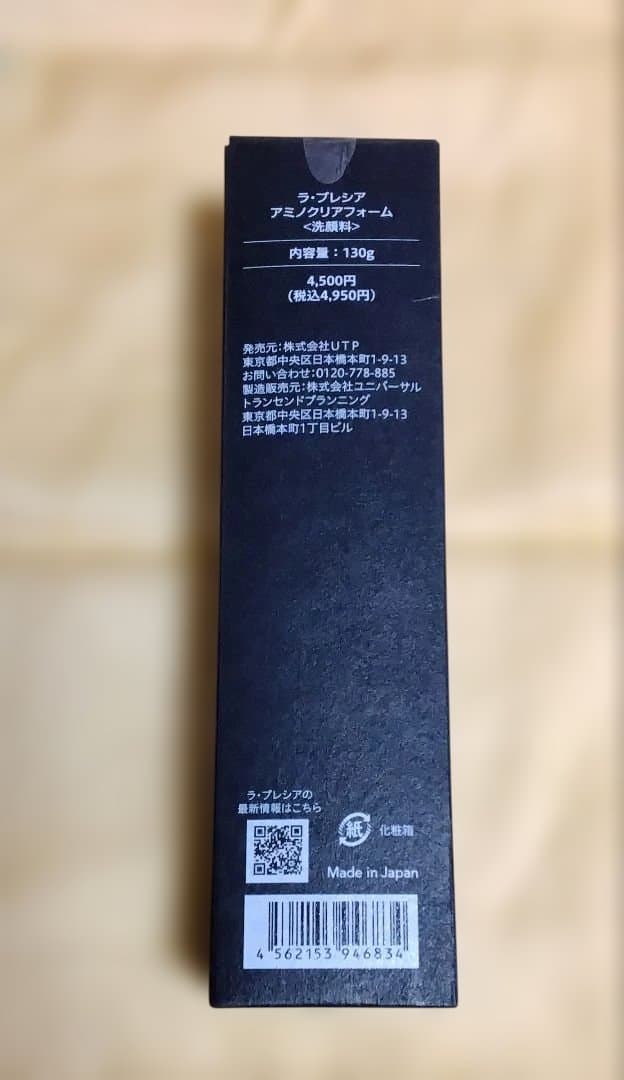 ラ・プレシア
アミノクリアフォーム
<洗顔料>
内容量：130g
4,500円
（税込4,950円）
発売元：株式会社UTP
東京都中央区日本橋本町1-9-13
お問い合わせ：0120-778-885
製造販売元：株式会社ユニバーサル
トランセンドプランニング
東京都中央区日本橋本町1-9-13
日本橋本町1丁目ビル
ラ・プレシアの
最新情報はこちら
紙 化粧箱
Made in Japan
4 562153 946834